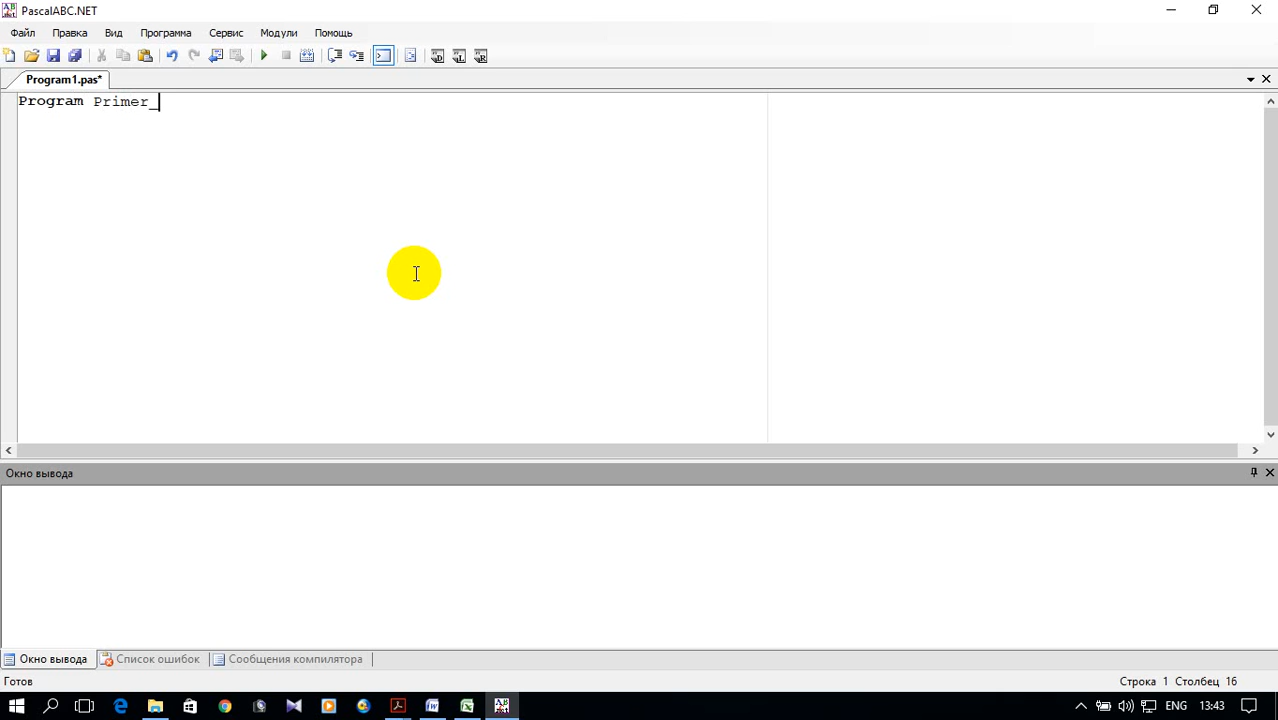 PascalABC.NET
Файл Правка Вид Программа Сервис Модули Помощь
Program1.pas*
Program Primer_
Окно вывода
Окно вывода Список ошибок Сообщения компилятора
Готов
Строка 1 Столбец 16
ENG 13:43